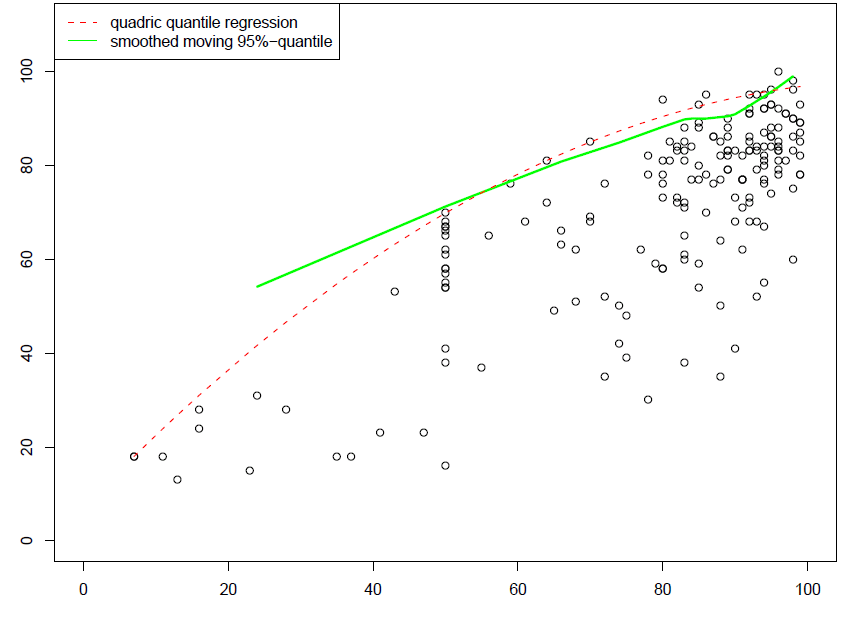 quadric quantile regression
smoothed moving 95%−quantile
100
80
60
40
20
0
0 20 40 60 80 100